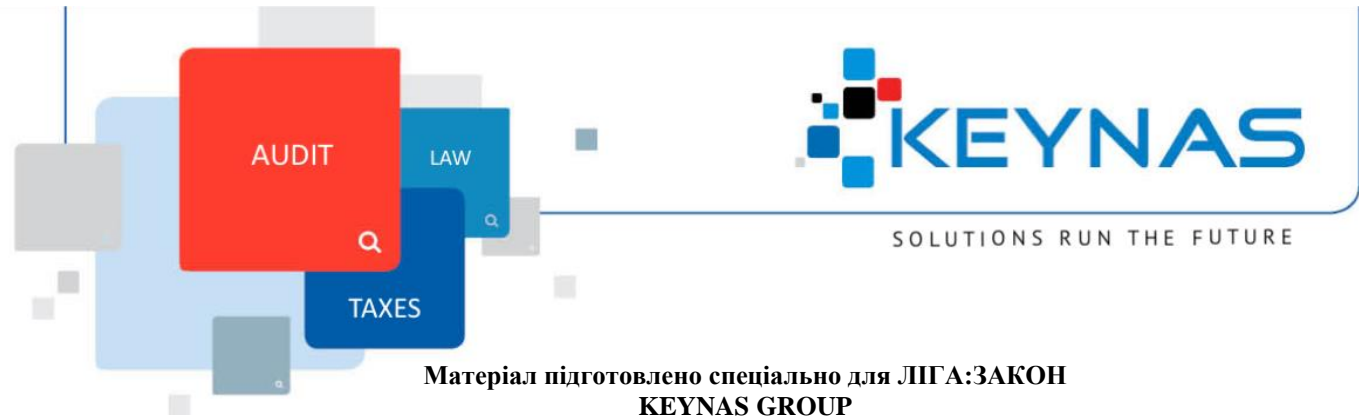 AUDIT
LAW
TAXES
KEYNAS
SOLUTIONS RUN THE FUTURE
Матеріал підготовлено спеціально для ЛІГА:ЗАКОН
KEYNAS GROUP